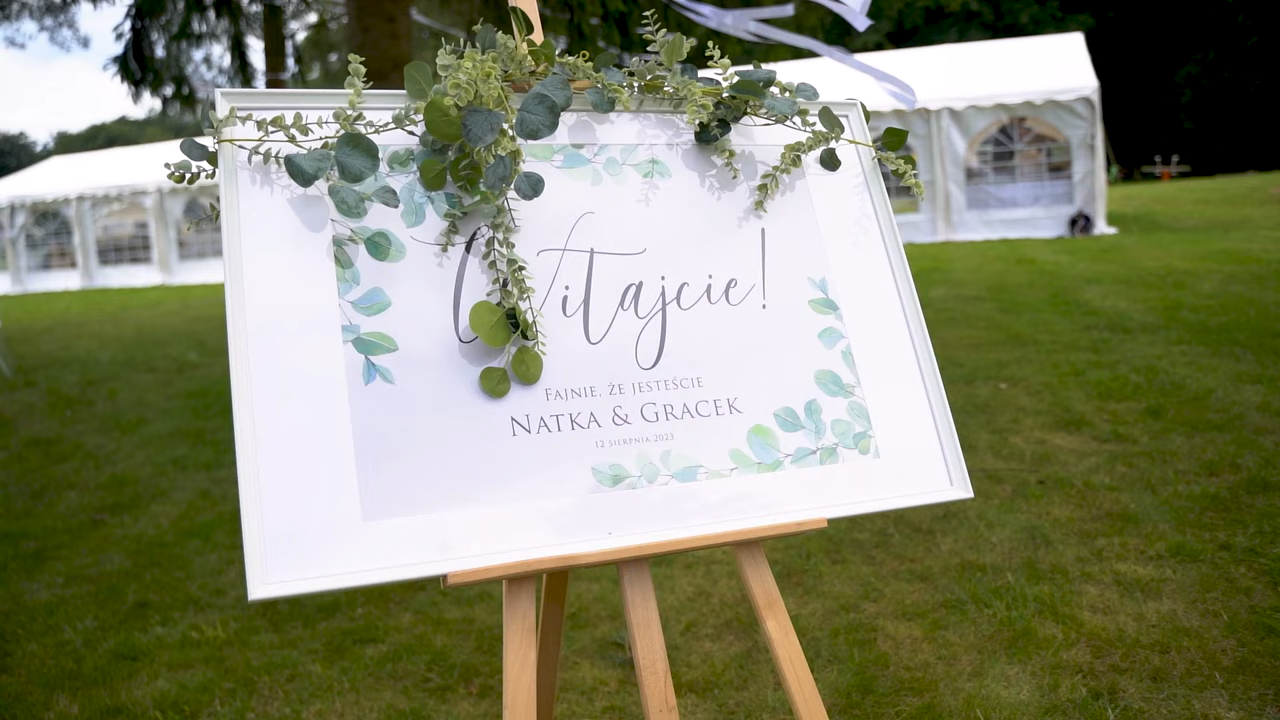 Witajcie!
FAJNIE, ŻE JESTEŚCIE
NATKA & GRACEK
12 SIERPNIA 2023